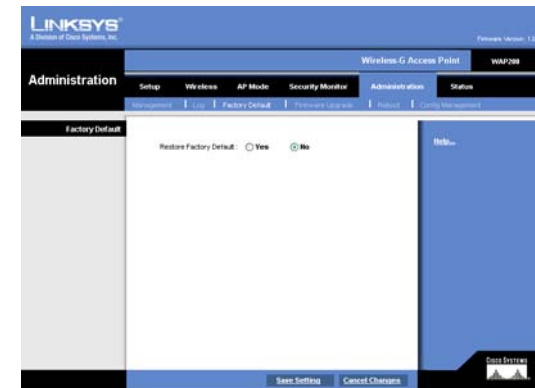 LINKSYS®
A Division of Cisco Systems, Inc.
Firmware Version: 1.2
Wireless-G Access Point WAP200
Administration
Setup Wireless AP Mode Security Monitor Administration Status
Management Log Factory Default Firmware Upgrade Reboot Config Management
Factory Default
Restore Factory Default: Yes No
Help...
Save Setting Cancel Changes
CISCO SYSTEMS